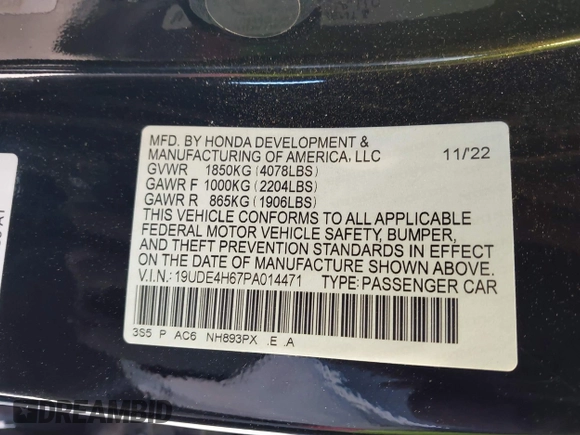 MFD. BY HONDA DEVELOPMENT &
MANUFACTURING OF AMERICA, LLC 11/'22
GVWR 1850KG (4078LBS)
GAWR F 1000KG (2204LBS)
GAWR R 865KG (1906LBS)
THIS VEHICLE CONFORMS TO ALL APPLICABLE
FEDERAL MOTOR VEHICLE SAFETY, BUMPER,
AND THEFT PREVENTION STANDARDS IN EFFECT
ON THE DATE OF MANUFACTURE SHOWN ABOVE.
V.I.N.: 19UDE4H67PA014471 TYPE: PASSENGER CAR
3S5 P AC6 NH893PX .E .A
DREAMBID